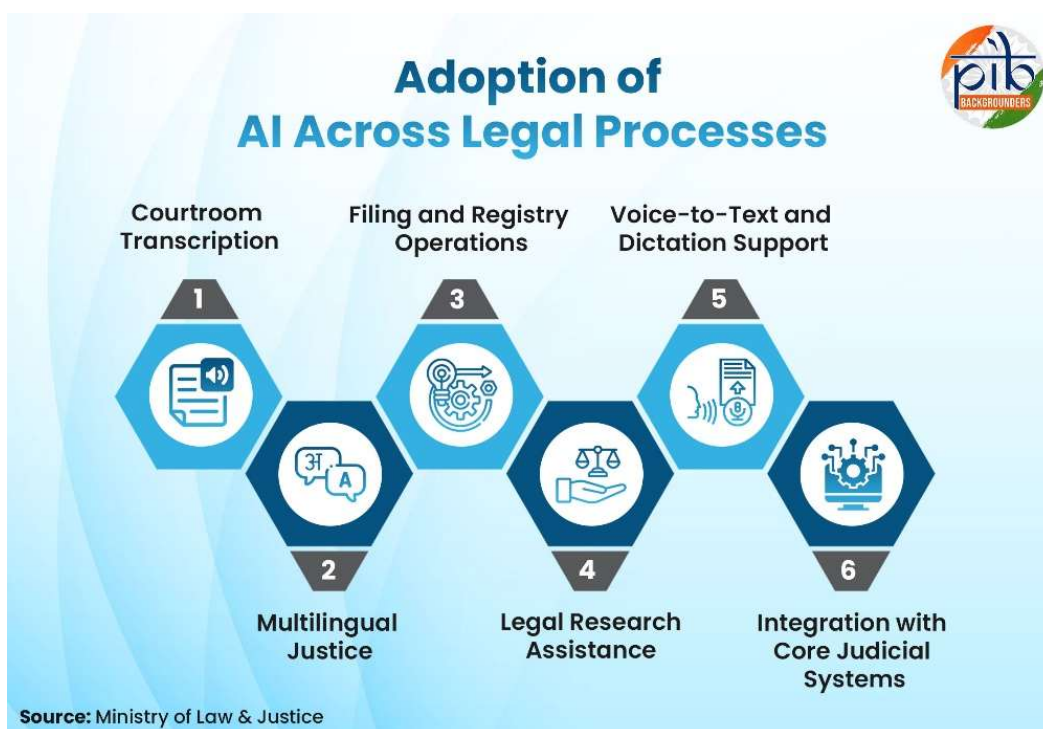 Adoption of
AI Across Legal Processes
pib
BACKGROUNDERS
Courtroom
Transcription
1
Multilingual
Justice
2
अ
A
Filing and Registry
Operations
3
Legal Research
Assistance
4
Voice-to-Text and
Dictation Support
5
Integration with
Core Judicial
Systems
6
Source: Ministry of Law & Justice